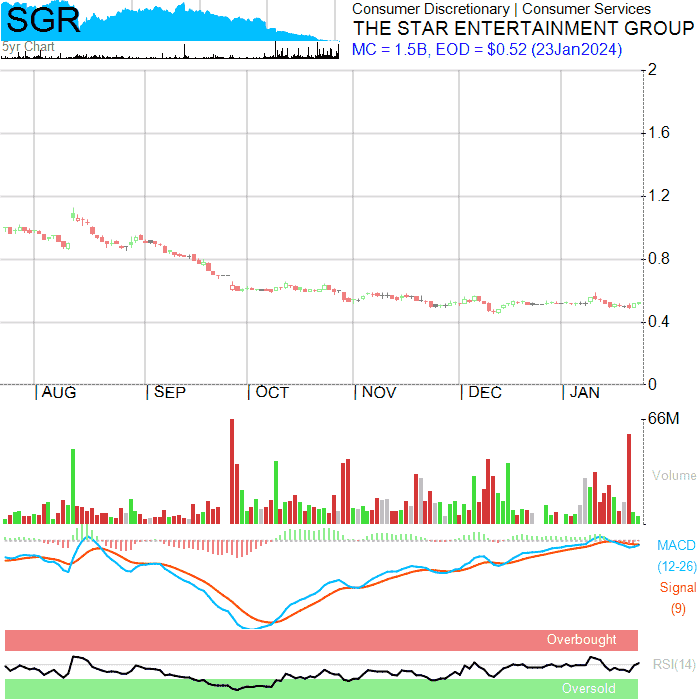 SGR
5yr Chart
Consumer Discretionary | Consumer Services
THE STAR ENTERTAINMENT GROUP
MC = 1.5B, EOD = $0.52 (23Jan2024)
2
1.6
1.2
0.8
0.4
0
| AUG | SEP | OCT | NOV | DEC | JAN
66M
Volume
MACD
(12-26)
Signal
(9)
Overbought
RSI(14)
Oversold